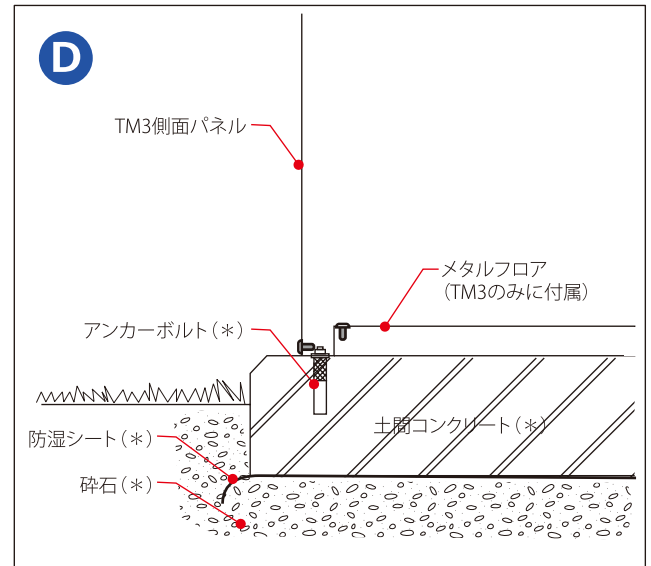 D
TM3側面パネル
メタルフロア
(TM3のみに付属)
アンカーボルト(＊)
土間コンクリート(＊)
防湿シート(＊)
砕石(＊)